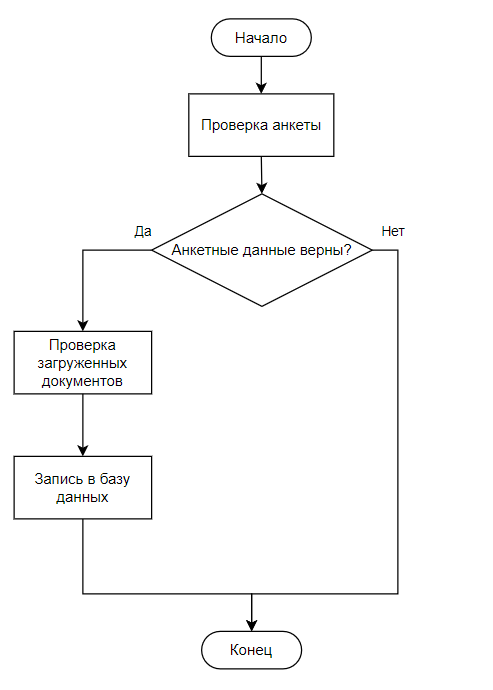 Начало
Проверка анкеты
Да
Нет
Анкетные данные верны?
Проверка
загруженных
документов
Запись в базу
данных
Конец